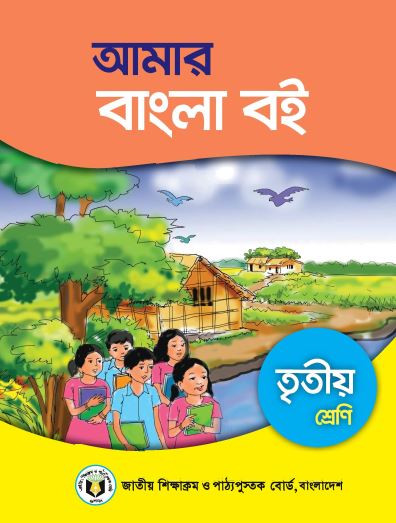 আমার
বাংলা বই
তৃতীয়
শ্রেণি
জাতীয় শিক্ষাক্রম ও পাঠ্যপুস্তক বোর্ড, বাংলাদেশ